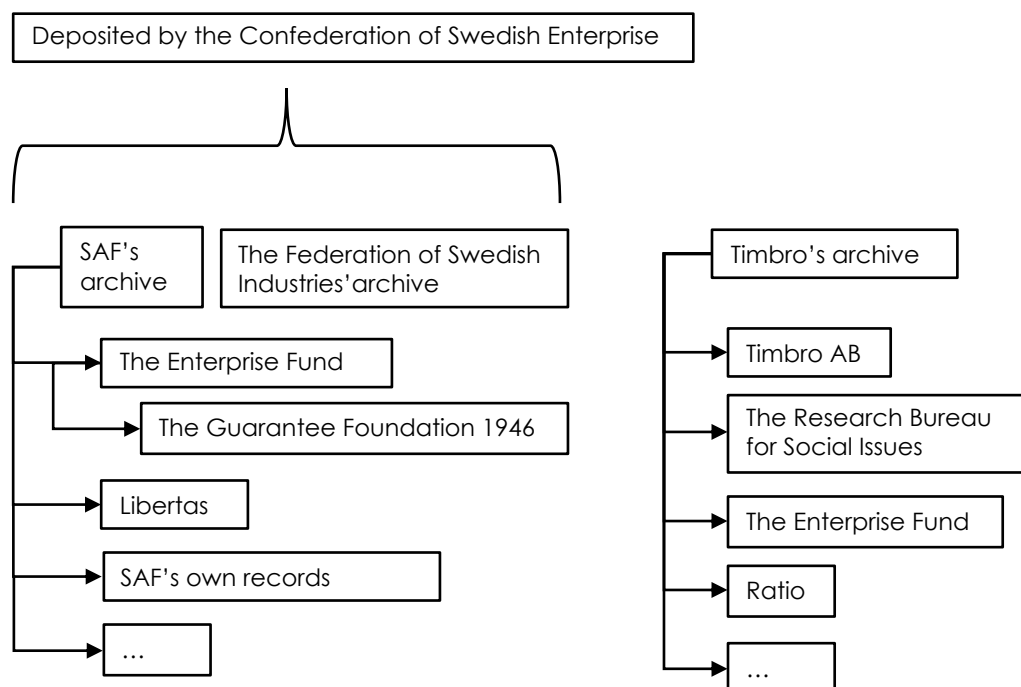 Deposited by the Confederation of Swedish Enterprise
SAF's
archive
The Federation of Swedish
Industries'archive
The Enterprise Fund
The Guarantee Foundation 1946
Libertas
SAF's own records
…
Timbro's archive
Timbro AB
The Research Bureau
for Social Issues
The Enterprise Fund
Ratio
…